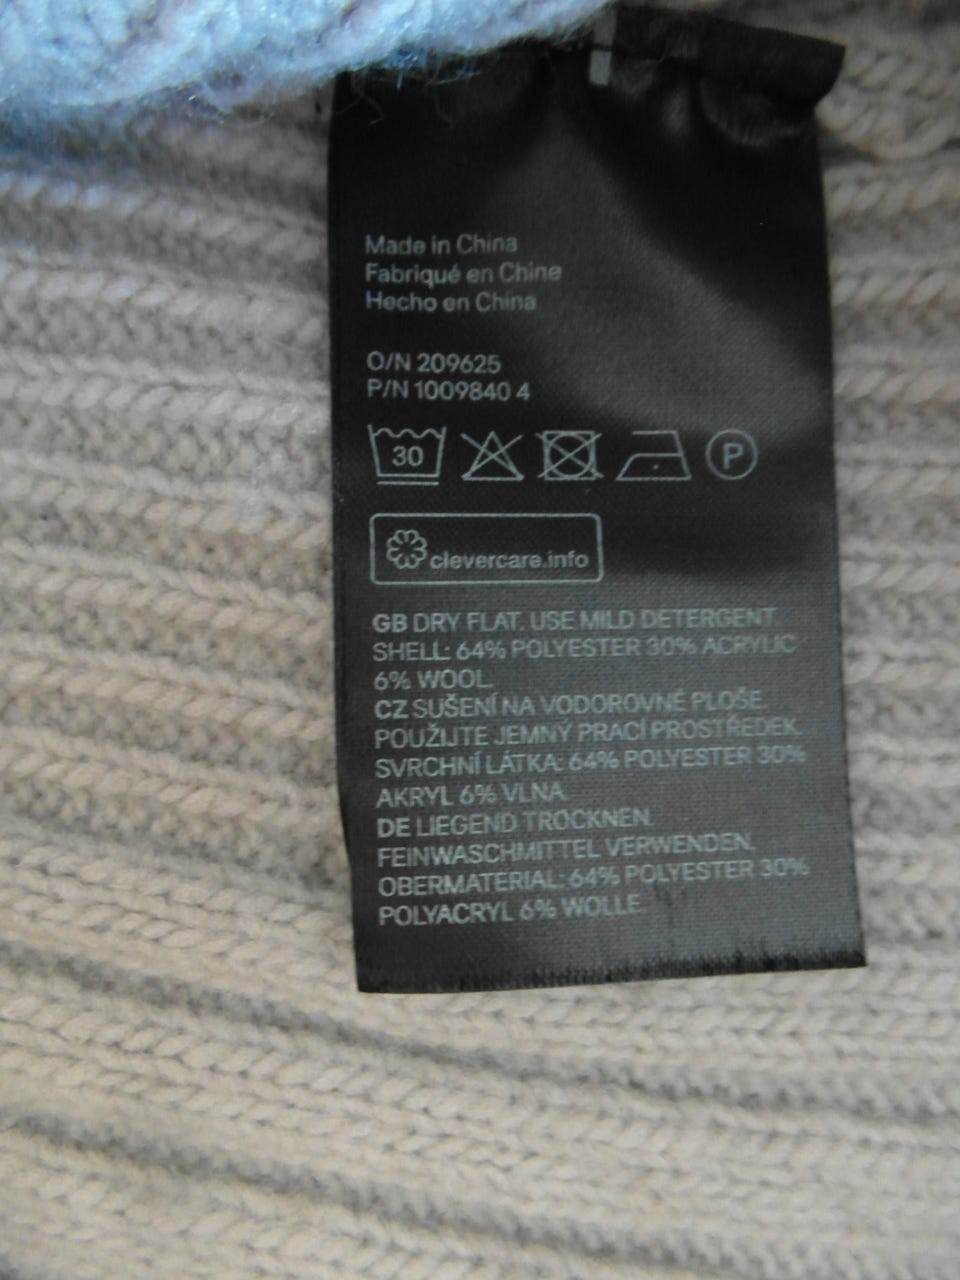 Made in China
Fabriqué en Chine
Hecho en China
O/N 209625
P/N 1009840 4
30 P
clevercare.info
GB DRY FLAT. USE MILD DETERGENT.
SHELL: 64% POLYESTER 30% ACRYLIC
6% WOOL.
CZ SUŠENÍ NA VODOROVNÉ PLOŠE.
POUŽIJTE JEMNÝ PRACÍ PROSTŘEDEK.
SVRCHNÍ LÁTKA: 64% POLYESTER 30%
AKRYL 6% VLNA.
DE LIEGEND TROCKNEN.
FEINWASCHMITTEL VERWENDEN.
OBERMATERIAL: 64% POLYESTER 30%
POLYACRYL 6% WOLLE.